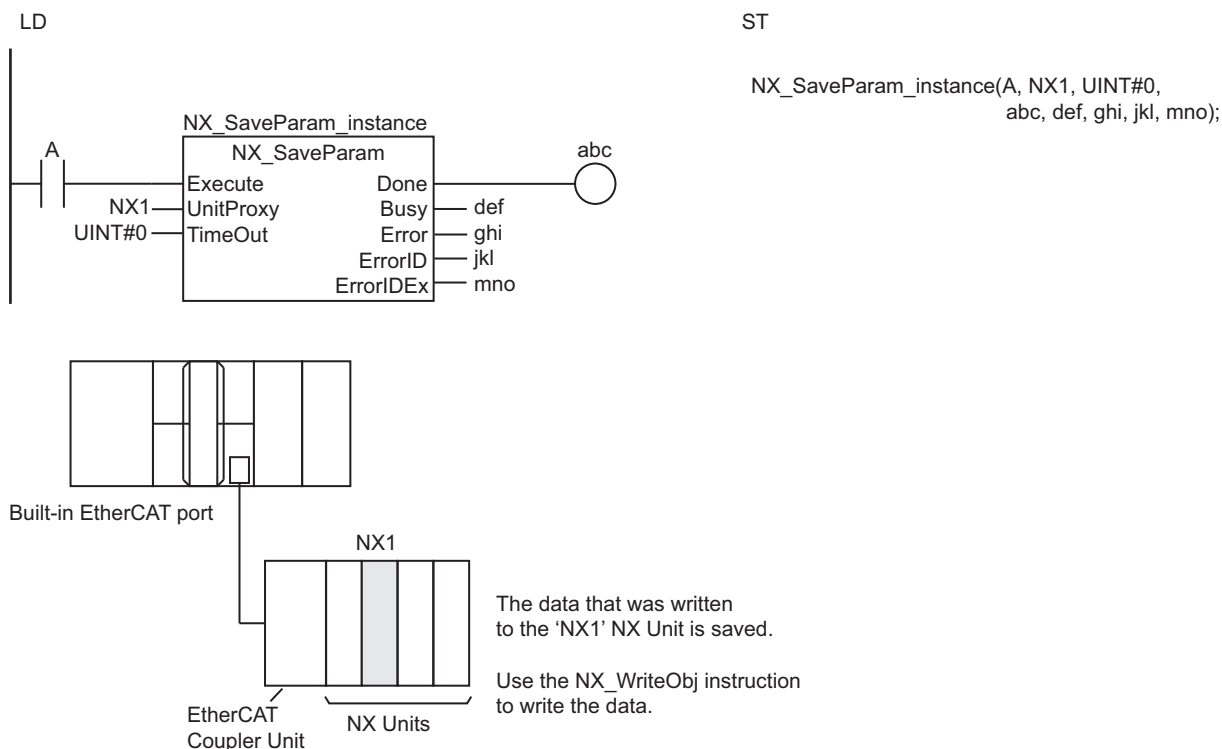 LD
ST
NX_SaveParam_instance(A, NX1, UINT#0,
abc, def, ghi, jkl, mno);
NX_SaveParam_instance
A
NX_SaveParam
abc
Execute
Done
NX1
UnitProxy
Busy
def
UINT#0
TimeOut
Error
ghi
ErrorID
jkl
ErrorIDEx
mno
Built-in EtherCAT port
NX1
The data that was written
to the ‘NX1’ NX Unit is saved.
Use the NX_WriteObj instruction
to write the data.
EtherCAT
Coupler Unit
NX Units